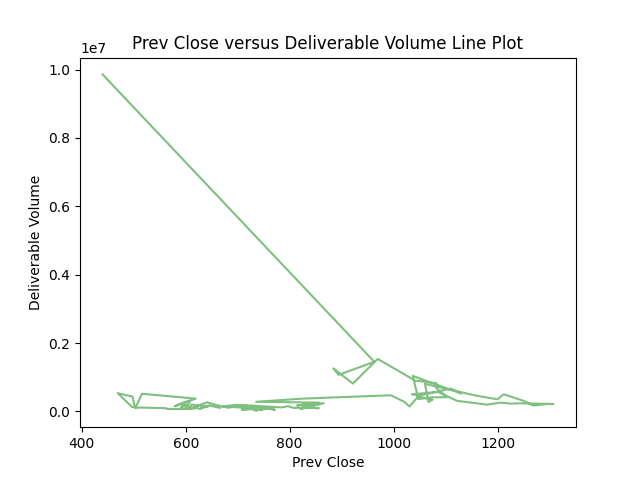 Prev Close versus Deliverable Volume Line Plot
1e7
1.0
0.8
0.6
0.4
0.2
0.0
Deliverable Volume
400 600 800 1000 1200
Prev Close